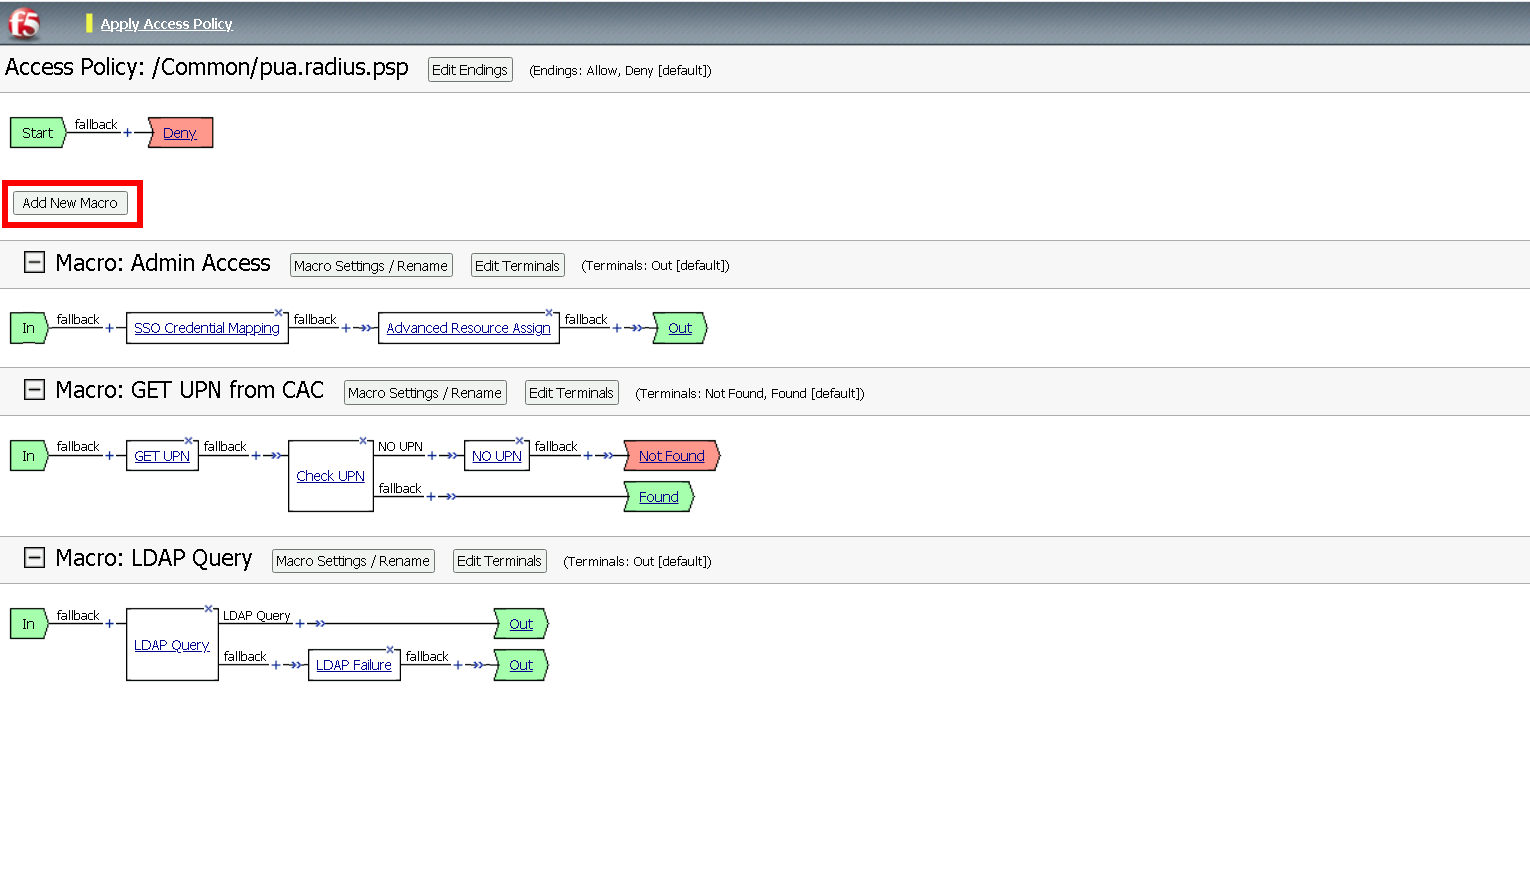 f5
Apply Access Policy
Access Policy: /Common/pua.radius.psp Edit Endings (Endings: Allow, Deny [default])
Start fallback + Deny
Add New Macro
Macro: Admin Access Macro Settings / Rename Edit Terminals (Terminals: Out [default])
In fallback + SSO Credential Mapping × fallback + Advanced Resource Assign × fallback + Out
Macro: GET UPN from CAC Macro Settings / Rename Edit Terminals (Terminals: Not Found, Found [default])
In fallback + GET UPN × fallback + Check UPN × NO UPN + NO UPN × fallback + Not Found
fallback + Found
Macro: LDAP Query Macro Settings / Rename Edit Terminals (Terminals: Out [default])
In fallback + LDAP Query × LDAP Query + Out
fallback + LDAP Failure × fallback + Out